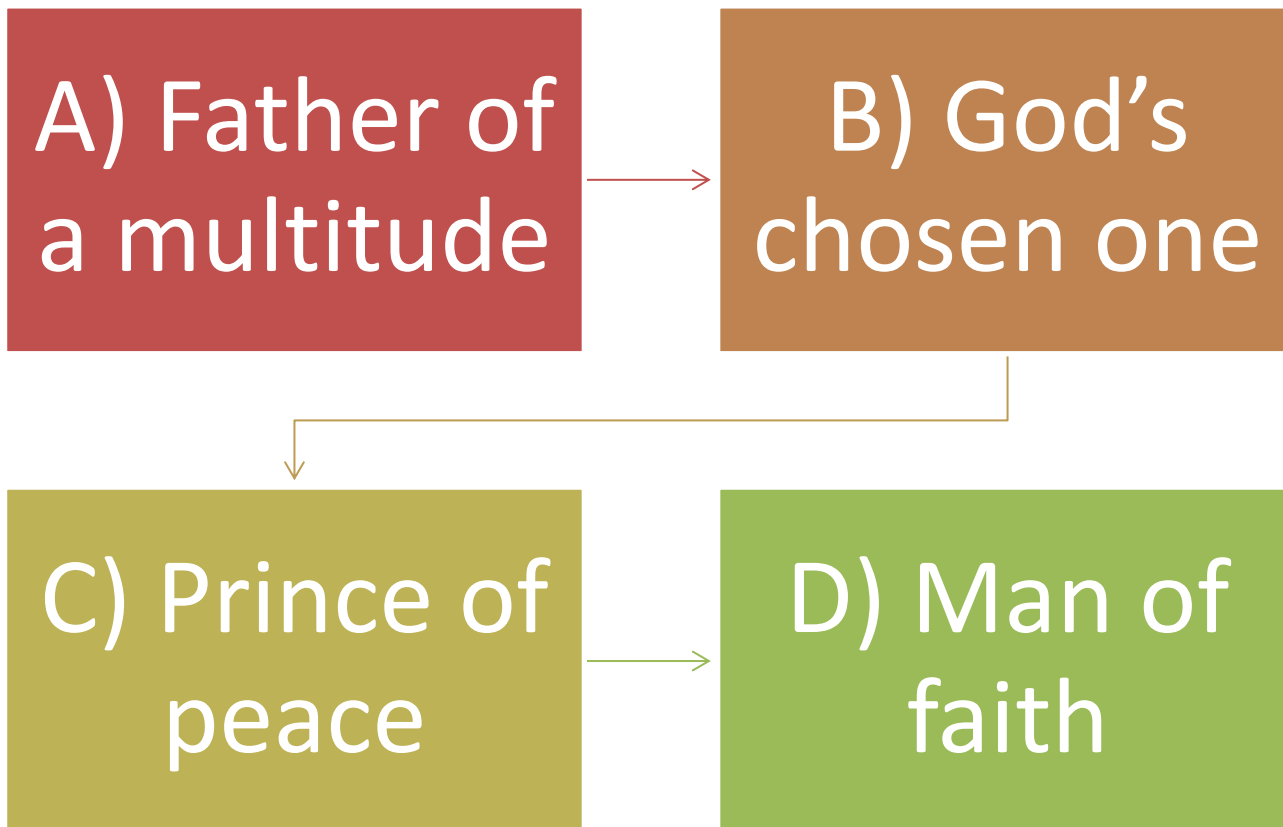 A) Father of
a multitude
B) God’s
chosen one
C) Prince of
peace
D) Man of
faith